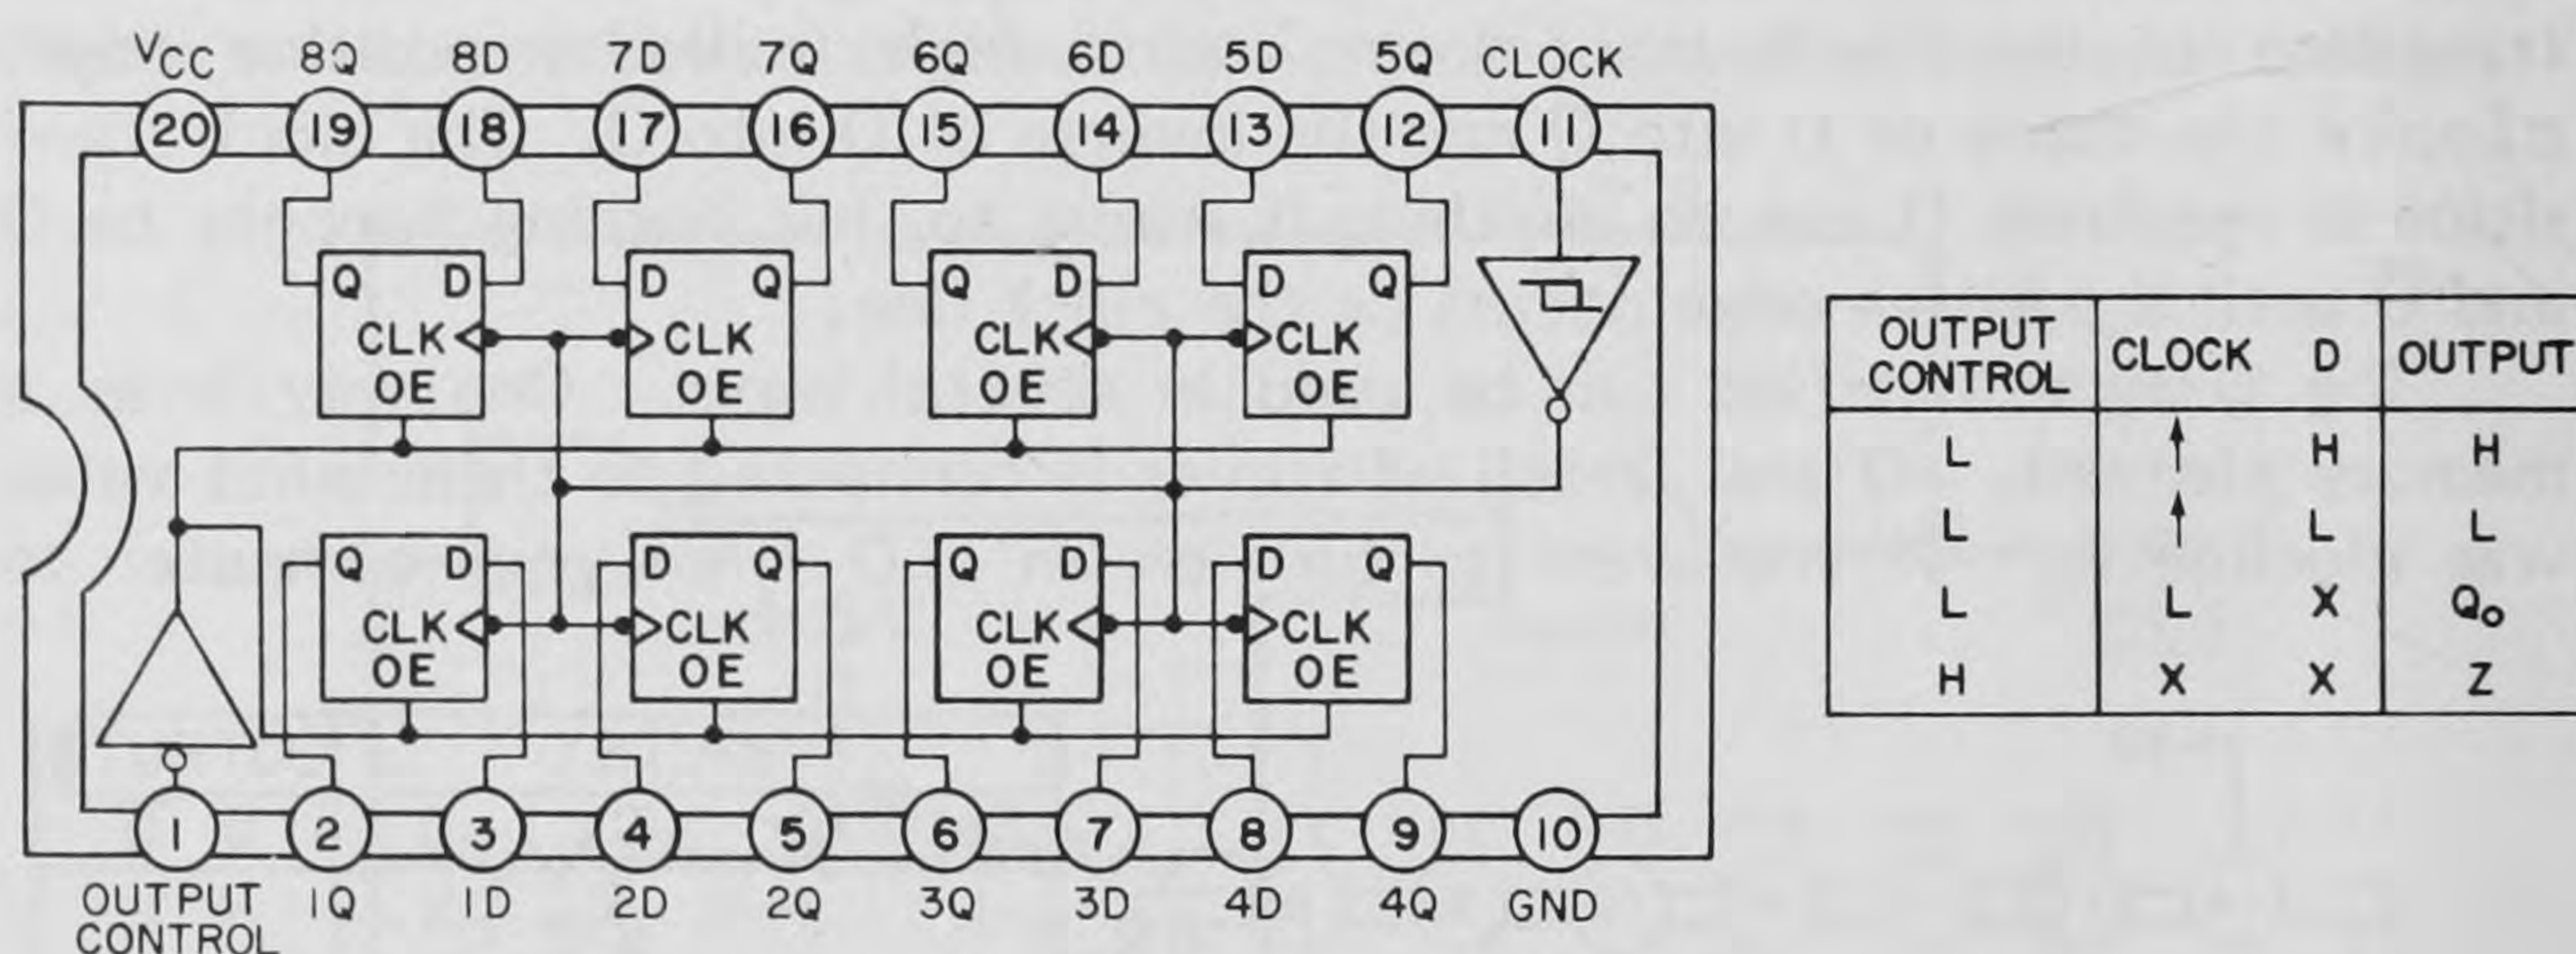 VCC 8Q 8D 7D 7Q 6Q 6D 5D 5Q CLOCK
20 19 18 17 16 15 14 13 12 11
Q D D Q Q D D Q
CLK CLK CLK CLK
OE OE OE OE
Q D D Q Q D D Q
CLK CLK CLK CLK
OE OE OE OE
1 2 3 4 5 6 7 8 9 10
OUTPUT CONTROL 1Q 1D 2D 2Q 3Q 3D 4D 4Q GND
OUTPUT CONTROL CLOCK D OUTPUT
L ↑ H H
L ↑ L L
L L X Q0
H X X Z